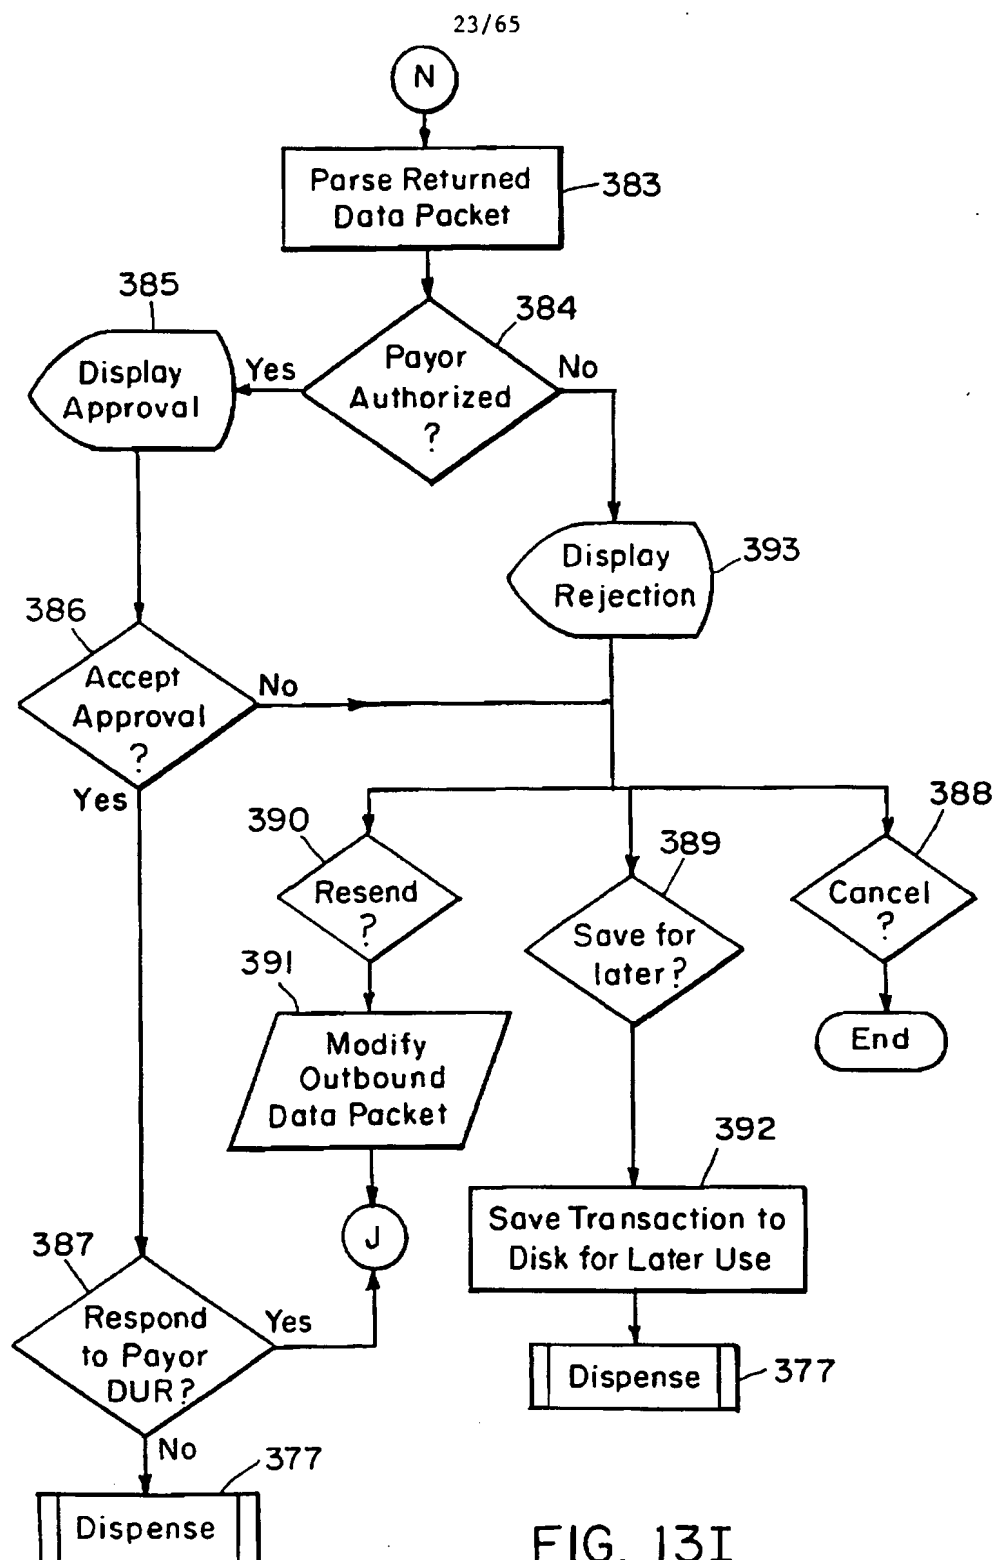 23/65
N
Parse Returned
Data Packet
383
385
384
Display
Approval
Yes
Payor
Authorized
?
No
Display
Rejection
393
386
Accept
Approval
?
No
Yes
390
Resend
?
389
Save for
later?
388
Cancel
?
391
Modify
Outbound
Data Packet
End
392
Save Transaction to
Disk for Later Use
J
387
Respond
to Payor
DUR?
Yes
Dispense
377
No
377
Dispense
FIG. 13I